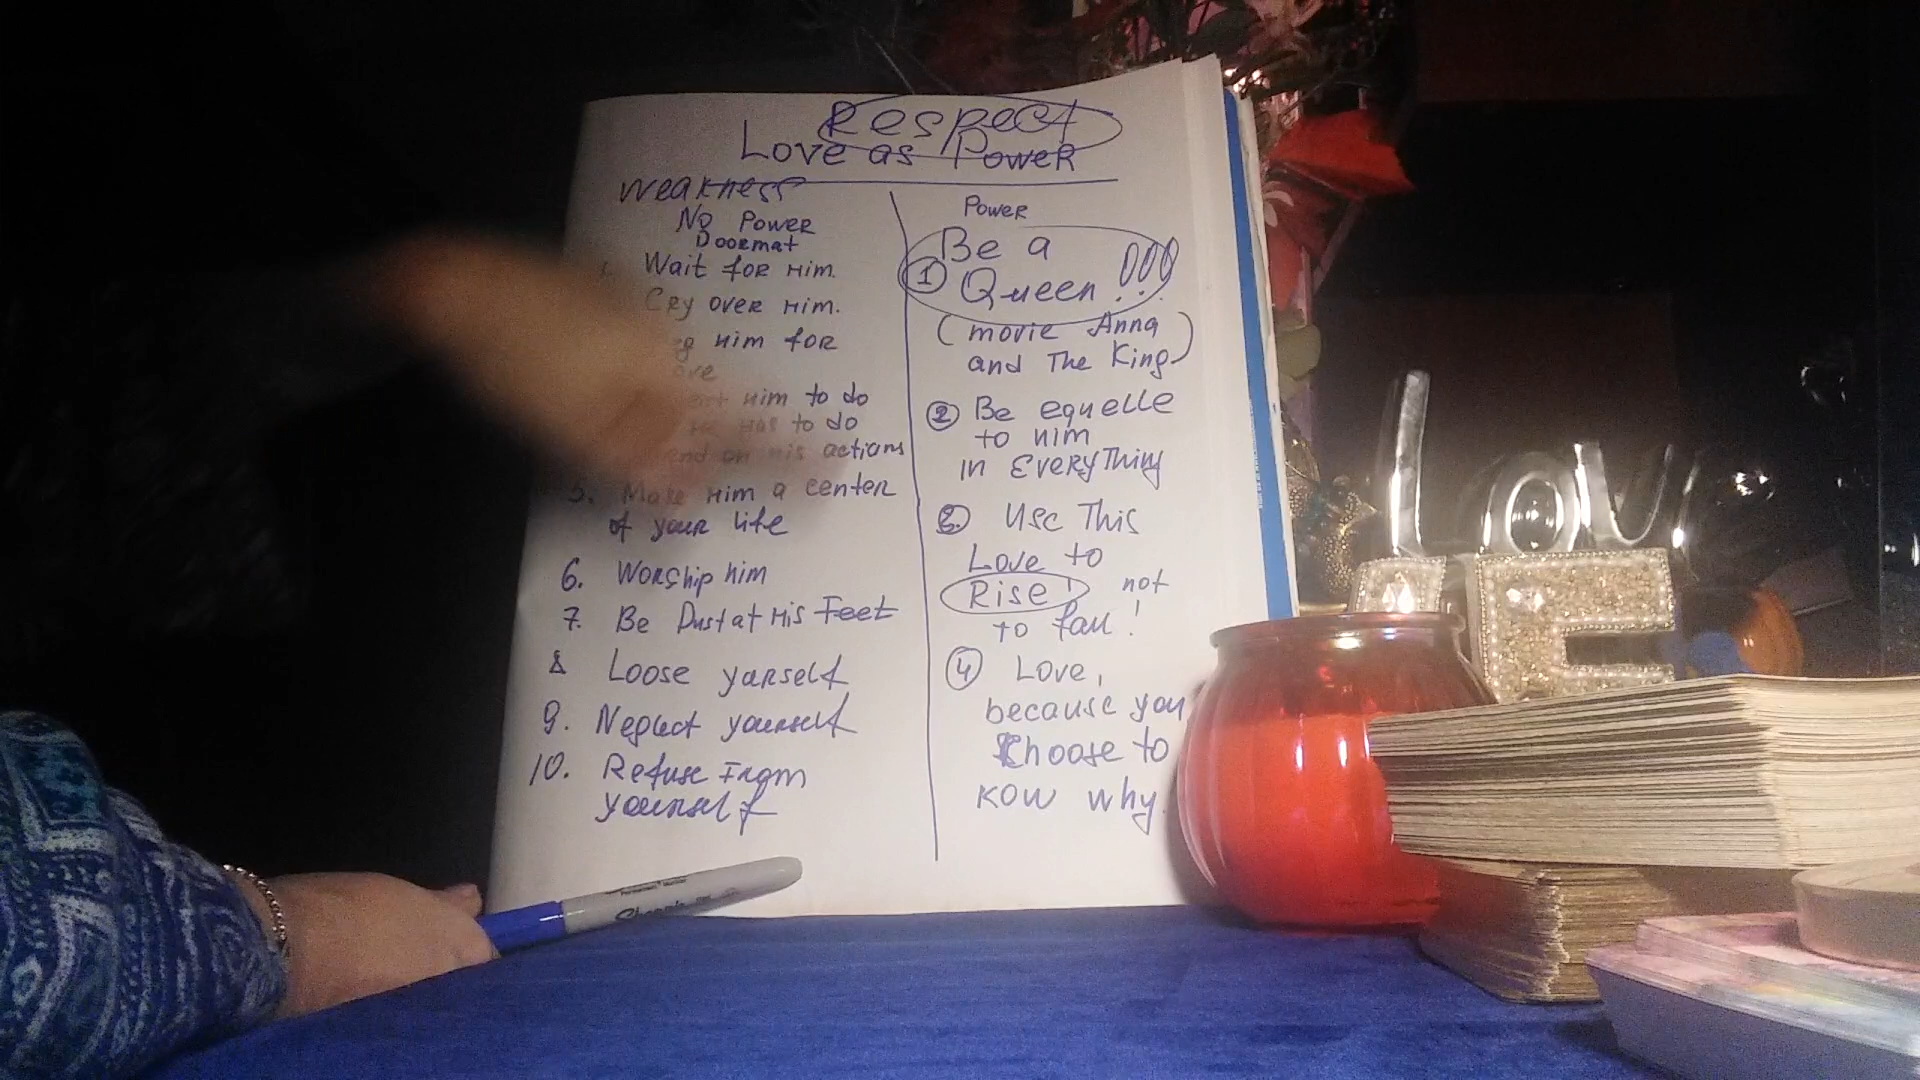 Respect
Love as Power
Weakness
No Power
Doormat
Wait for Him.
Cry over Him.
Him for
Him to do
Has to do
on His actions
5. Make Him a center
of your life
6. Worship him
7. Be Dust at His Feet
8 Loose yourself
9. Neglect yourself
10. Refuse From
yourself
Power
Be a
1 Queen !!!
(movie Anna
and The King)
2 Be equelle
to him
in EveryThing
3. Use This
Love to
Rise! not
to fall!
4 Love,
because you
Choose to
kow why.
Sharpie
LOVE